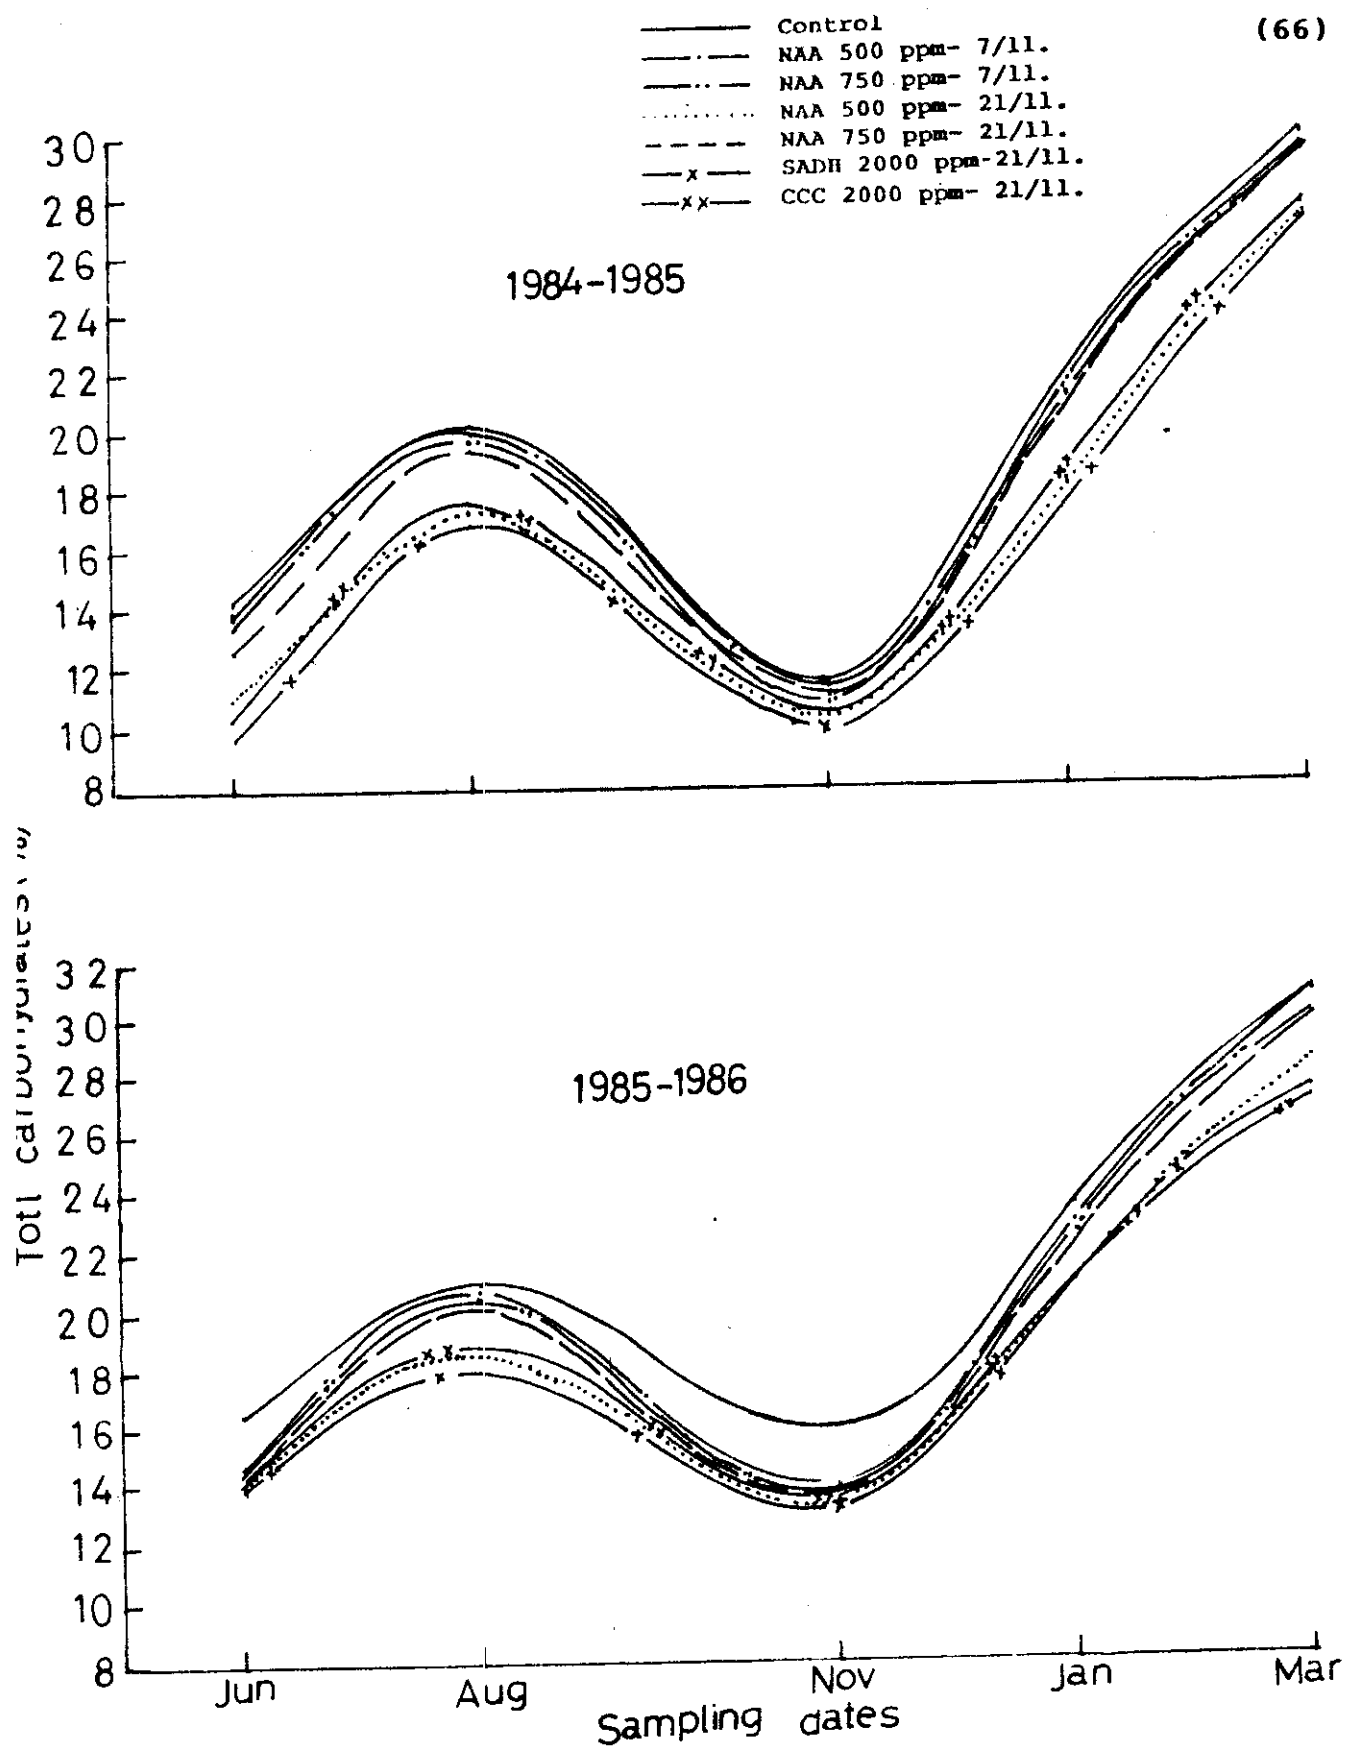 (66)
Control
NAA 500 ppm- 7/11.
NAA 750 ppm- 7/11.
NAA 500 ppm- 21/11.
NAA 750 ppm- 21/11.
SADH 2000 ppm-21/11.
CCC 2000 ppm- 21/11.
30
28
26
24
22
20
18
16
14
12
10
8
1984-1985
Totl
32
30
28
26
24
22
20
18
16
14
12
10
8
1985-1986
Jun Aug Nov Jan Mar
Sampling dates